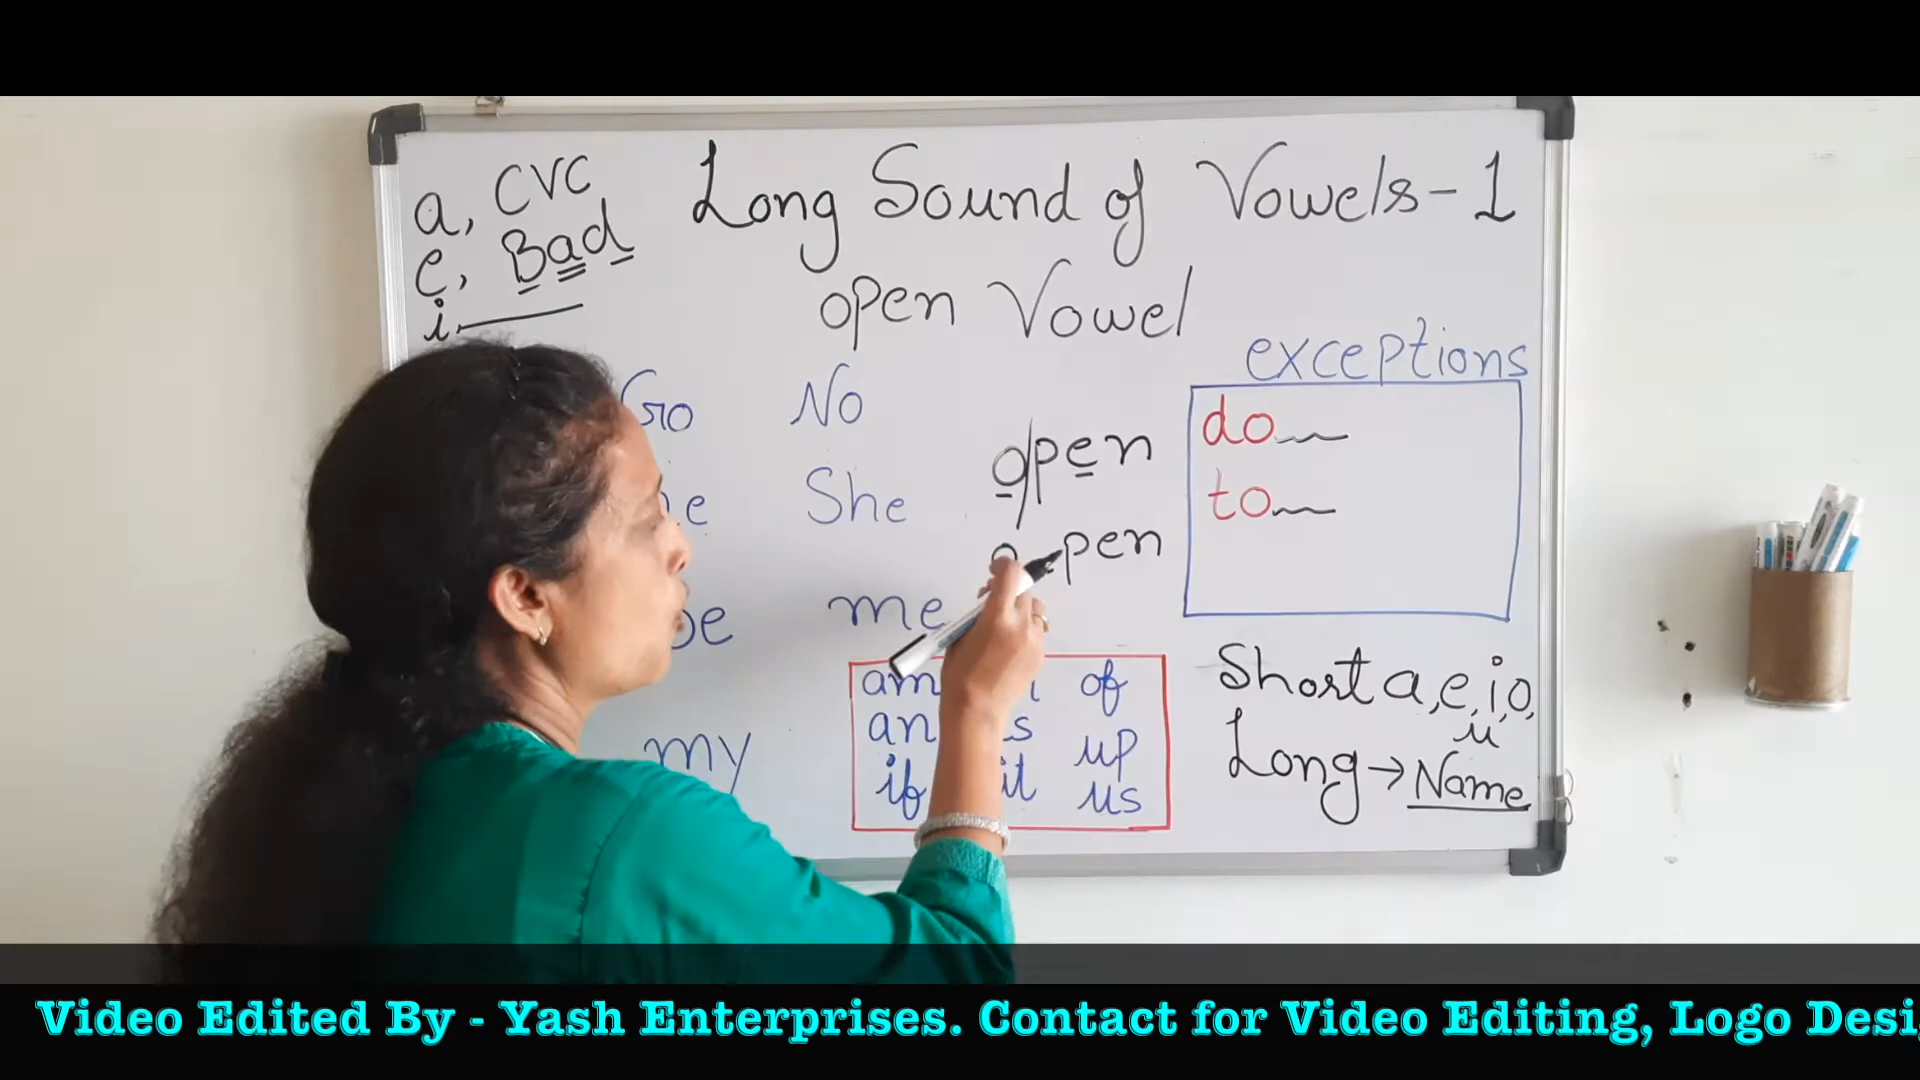 a, CVC Long Sound of Vowels-1
e, Bad
i,
open Vowel
exceptions
Go No
do
open
She
to
o pen
be me
Short a, e, i, o,
u
am of
an up
if it us
my
Long → Name
Video Edited By - Yash Enterprises. Contact for Video Editing, Logo Desi